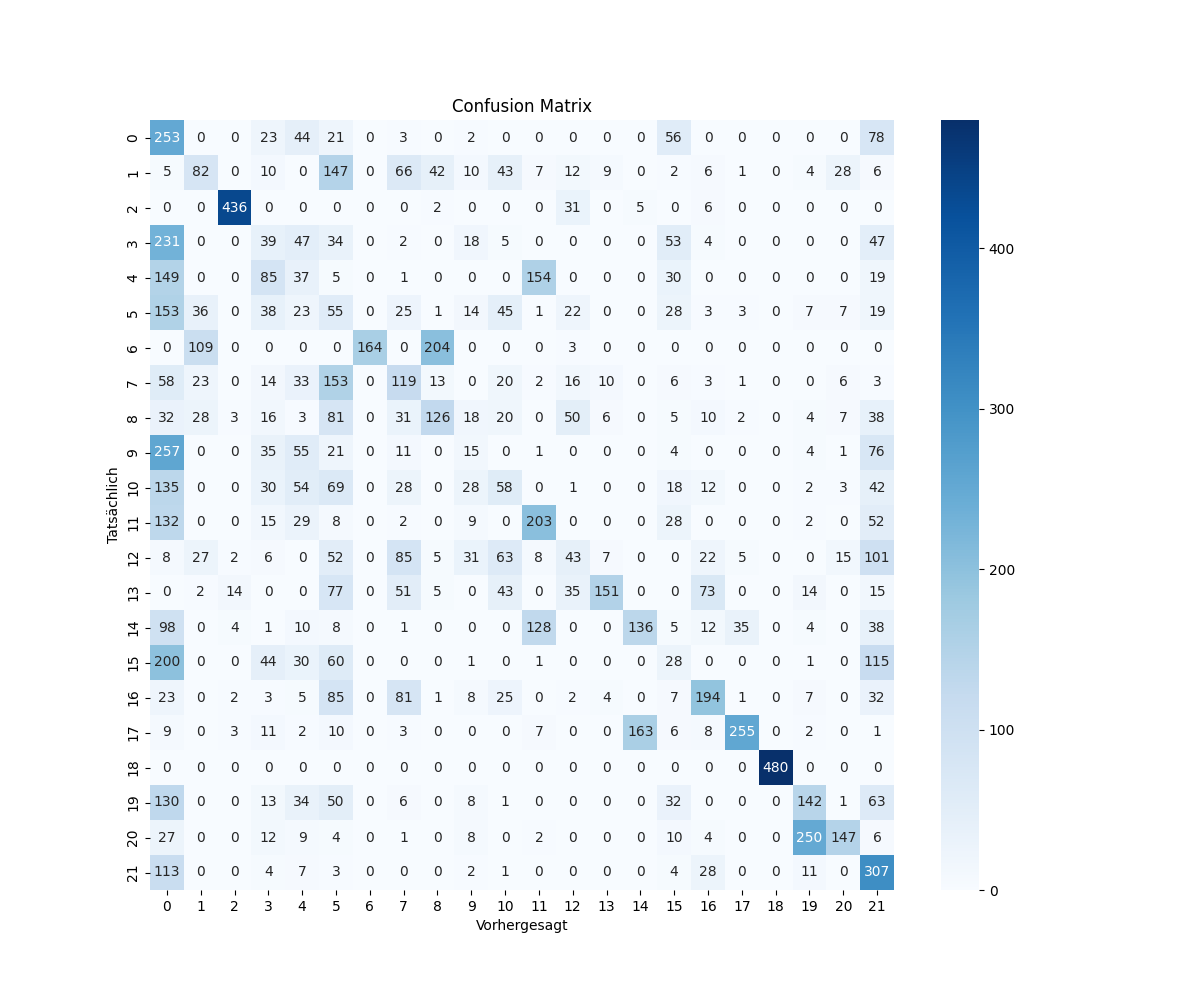 Confusion Matrix
0 253 0 0 23 44 21 0 3 0 2 0 0 0 0 0 56 0 0 0 0 0 78
1 5 82 0 10 0 147 0 66 42 10 43 7 12 9 0 2 6 1 0 4 28 6
2 0 0 436 0 0 0 0 0 2 0 0 0 31 0 5 0 6 0 0 0 0 0
3 231 0 0 39 47 34 0 2 0 18 5 0 0 0 0 53 4 0 0 0 0 47
4 149 0 0 85 37 5 0 1 0 0 0 154 0 0 0 30 0 0 0 0 0 19
5 153 36 0 38 23 55 0 25 1 14 45 1 22 0 0 28 3 3 0 7 7 19
6 0 109 0 0 0 0 164 0 204 0 0 0 3 0 0 0 0 0 0 0 0 0
7 58 23 0 14 33 153 0 119 13 0 20 2 16 10 0 6 3 1 0 0 6 3
8 32 28 3 16 3 81 0 31 126 18 20 0 50 6 0 5 10 2 0 4 7 38
9 257 0 0 35 55 21 0 11 0 15 0 1 0 0 0 4 0 0 0 4 1 76
10 135 0 0 30 54 69 0 28 0 28 58 0 1 0 0 18 12 0 0 2 3 42
11 132 0 0 15 29 8 0 2 0 9 0 203 0 0 0 28 0 0 0 2 0 52
12 8 27 2 6 0 52 0 85 5 31 63 8 43 7 0 0 22 5 0 0 15 101
13 0 2 14 0 0 77 0 51 5 0 43 0 35 151 0 0 73 0 0 14 0 15
14 98 0 4 1 10 8 0 1 0 0 0 128 0 0 136 5 12 35 0 4 0 38
15 200 0 0 44 30 60 0 0 0 1 0 1 0 0 0 28 0 0 0 1 0 115
16 23 0 2 3 5 85 0 81 1 8 25 0 2 4 0 7 194 1 0 7 0 32
17 9 0 3 11 2 10 0 3 0 0 0 7 0 0 163 6 8 255 0 2 0 1
18 0 0 0 0 0 0 0 0 0 0 0 0 0 0 0 0 0 0 480 0 0 0
19 130 0 0 13 34 50 0 6 0 8 1 0 0 0 0 32 0 0 0 142 1 63
20 27 0 0 12 9 4 0 1 0 8 0 2 0 0 0 10 4 0 0 250 147 6
21 113 0 0 4 7 3 0 0 0 2 1 0 0 0 0 4 28 0 0 11 0 307
0 1 2 3 4 5 6 7 8 9 10 11 12 13 14 15 16 17 18 19 20 21
Vorhergesagt
Tatsächlich
400
300
200
100
0